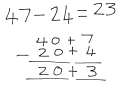 47 - 24 = 23
40 + 7
- 20 + 4
20 + 3